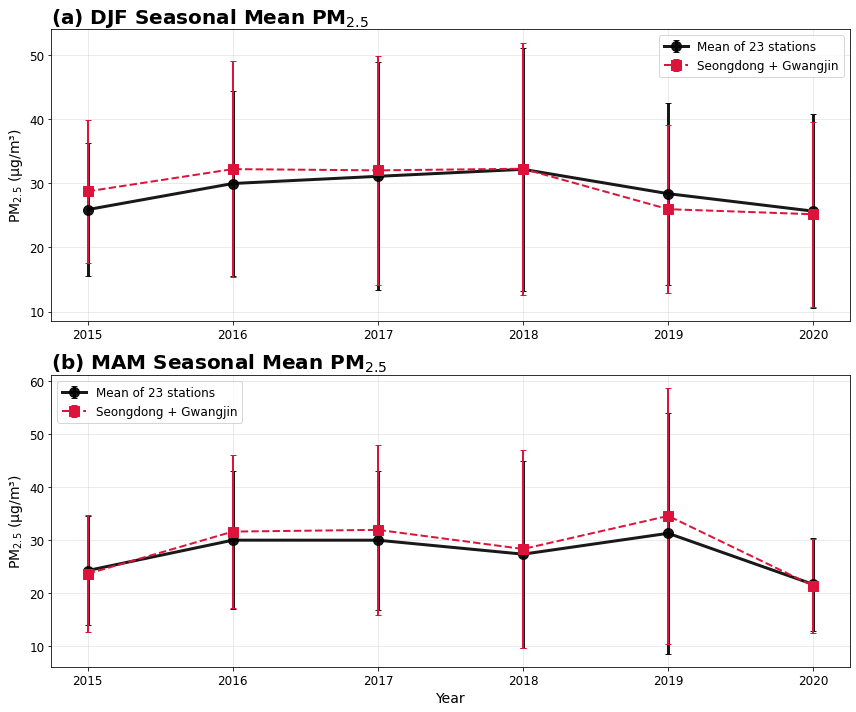 (a) DJF Seasonal Mean PM₂.₅
PM₂.₅ (μg/m³)
50
40
30
20
10
Mean of 23 stations
Seongdong + Gwangjin
2015 2016 2017 2018 2019 2020
(b) MAM Seasonal Mean PM₂.₅
PM₂.₅ (μg/m³)
60
50
40
30
20
10
Mean of 23 stations
Seongdong + Gwangjin
2015 2016 2017 2018 2019 2020
Year